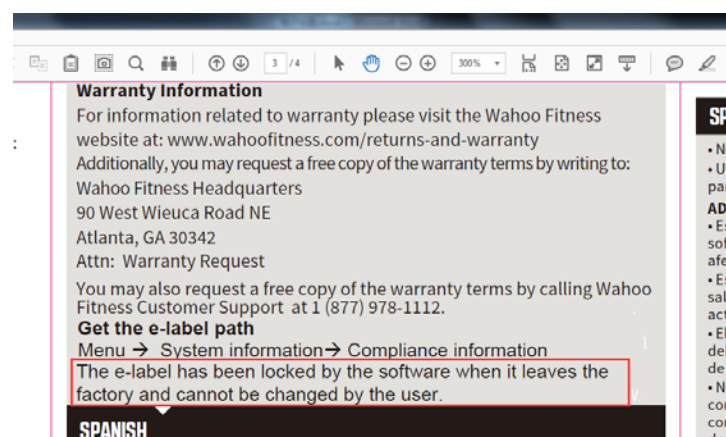 3 / 4
300%
Warranty Information
For information related to warranty please visit the Wahoo Fitness
website at: www.wahoofitness.com/returns-and-warranty
Additionally, you may request a free copy of the warranty terms by writing to:
Wahoo Fitness Headquarters
90 West Wieuca Road NE
Atlanta, GA 30342
Attn: Warranty Request
You may also request a free copy of the warranty terms by calling Wahoo
Fitness Customer Support at 1 (877) 978-1112.
Get the e-label path
Menu → System information→ Compliance information
The e-label has been locked by the software when it leaves the
factory and cannot be changed by the user.
SPANISH